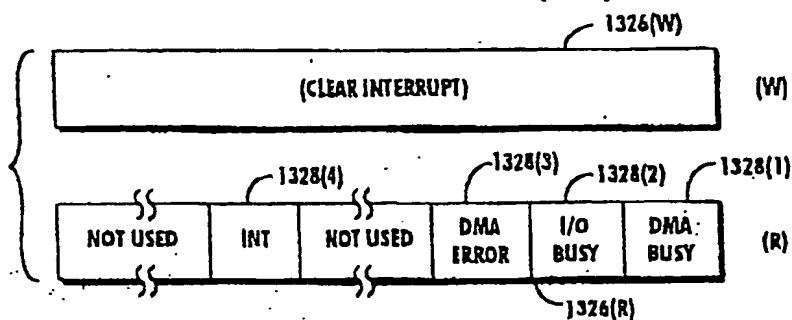 1326(W)
(CLEAR INTERRUPT)
(W)
1328(4)
1328(3)
1328(2)
1328(1)
NOT USED
INT
NOT USED
DMA
ERROR
I/O
BUSY
DMA
BUSY
(R)
1326(R)